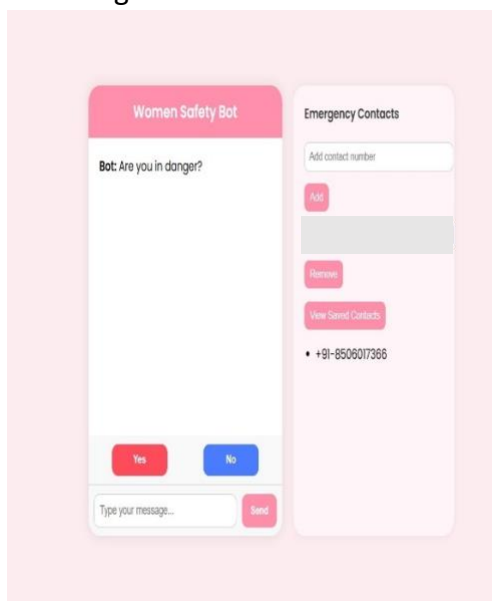 Women Safety Bot
Bot: Are you in danger?
Yes
No
Type your message...
Send
Emergency Contacts
Add contact number
Add
Remove
View Saved Contacts
• +91-8506017366